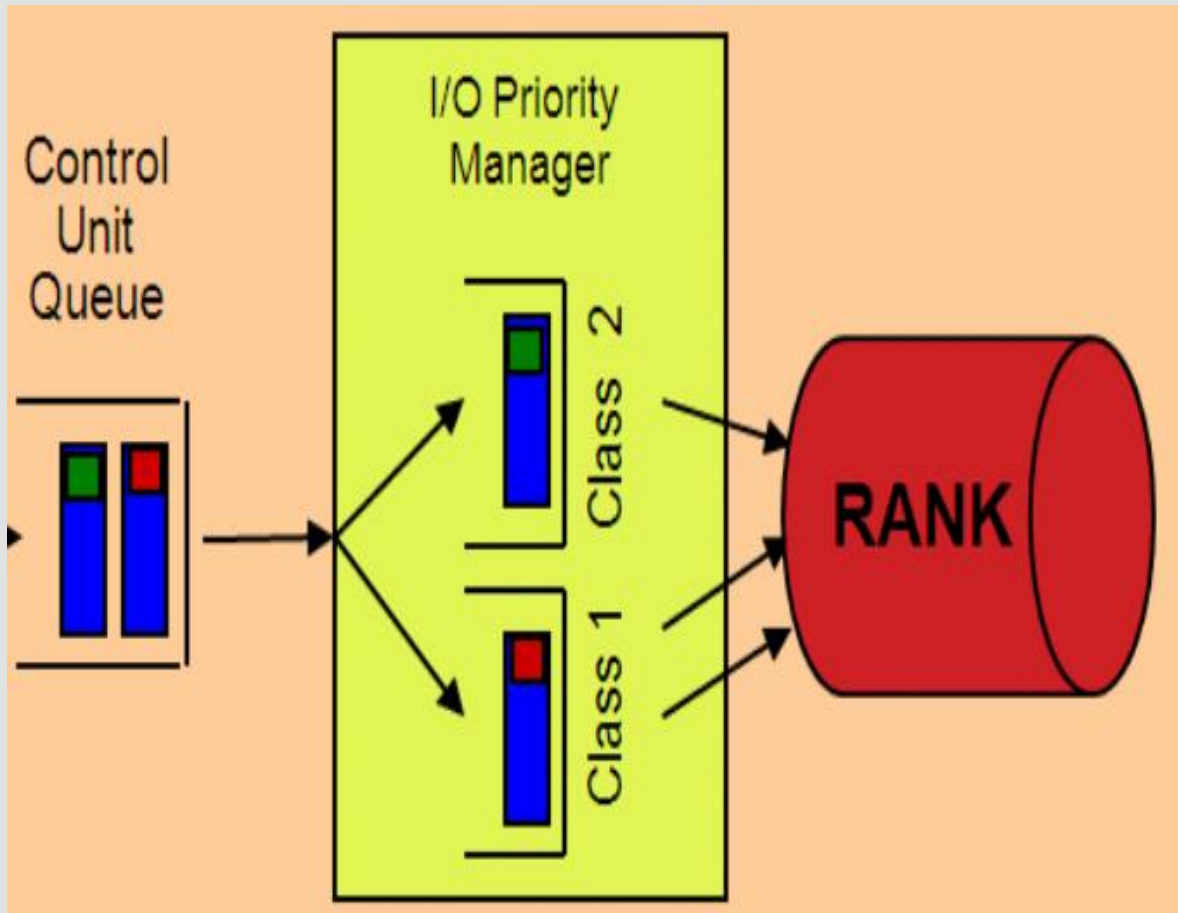 Control
Unit
Queue
I/O Priority
Manager
Class 2
Class 1
RANK